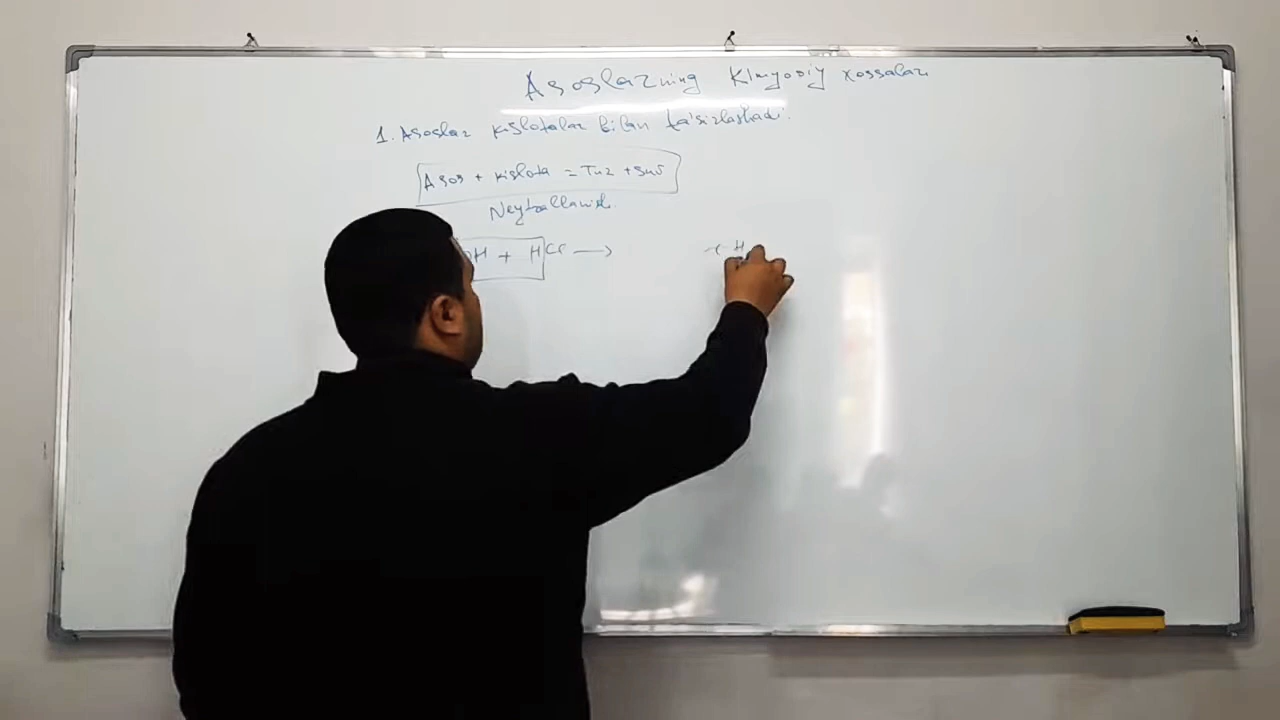 Asoslarning Kimyoviy xossalari
1. Asoslar kislotalar bilan ta'sirlashadi.
Asos + kislota = Tuz + suv
Neytrallanish.
OH + HCl → + H